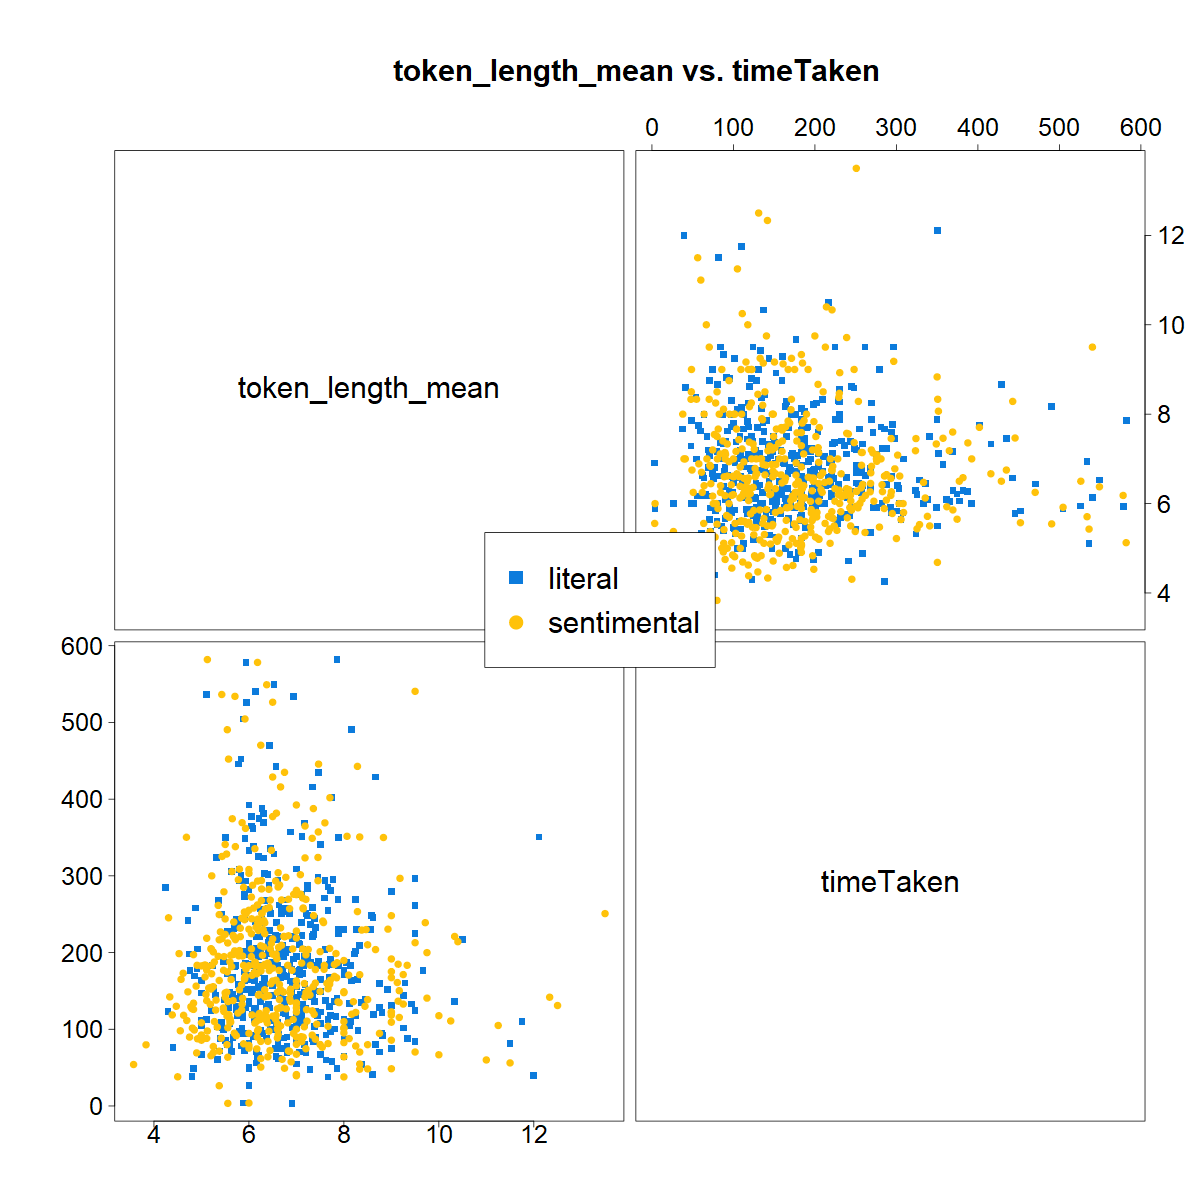 token_length_mean vs. timeTaken
0 100 200 300 400 500 600
token_length_mean
12
10
8
6
4
literal
sentimental
600
500
400
300
200
100
0
timeTaken
4 6 8 10 12